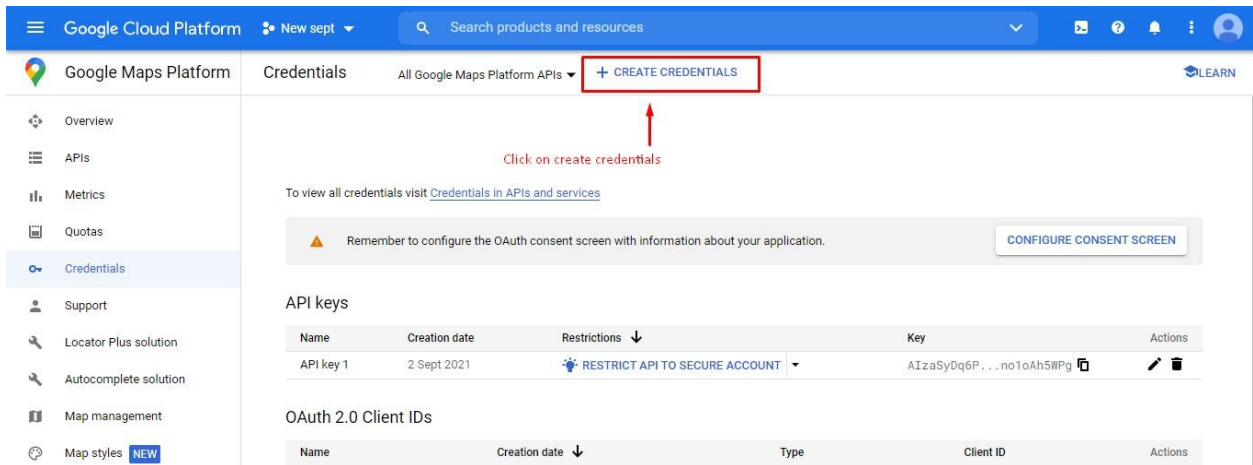 Google Cloud Platform New sept Search products and resources
Google Maps Platform Credentials All Google Maps Platform APIs + CREATE CREDENTIALS LEARN
Overview
APIs
Click on create credentials
Metrics
To view all credentials visit Credentials in APIs and services
Quotas
Remember to configure the OAuth consent screen with information about your application. CONFIGURE CONSENT SCREEN
Credentials
Support
API keys
Locator Plus solution
Name Creation date Restrictions Key Actions
API key 1 2 Sept 2021 RESTRICT API TO SECURE ACCOUNT AIzaSyDq6P...no1oAh5WPg
Autocomplete solution
Map management
OAuth 2.0 Client IDs
Map styles NEW
Name Creation date Type Client ID Actions